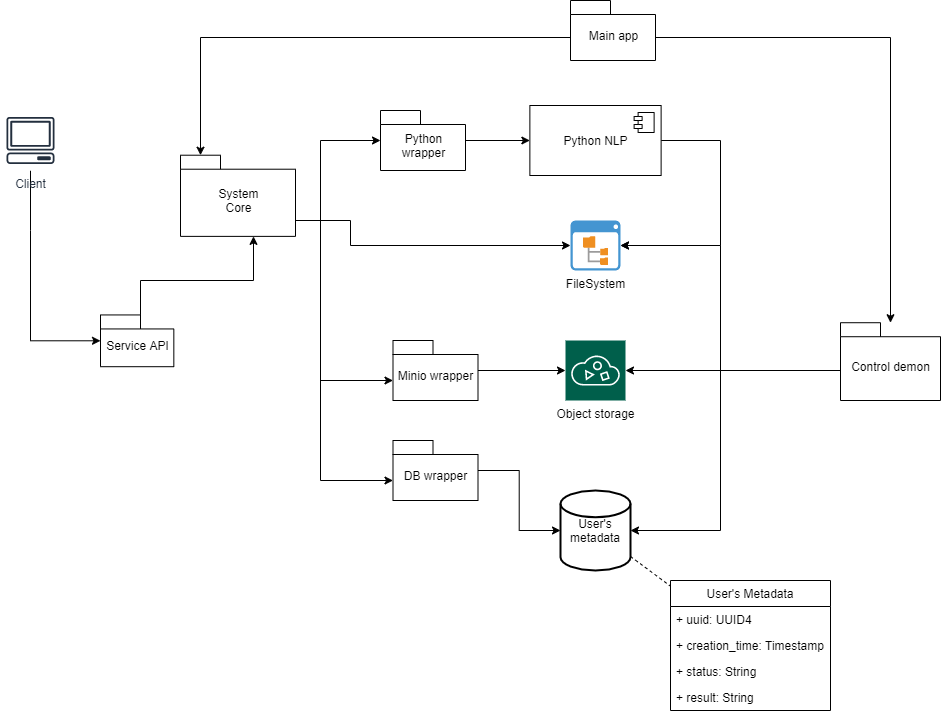 Main app
Client
System
Core
Python
wrapper
Python NLP
FileSystem
Service API
Minio wrapper
Object storage
Control demon
DB wrapper
User's
metadata
User's Metadata
+ uuid: UUID4
+ creation_time: Timestamp
+ status: String
+ result: String